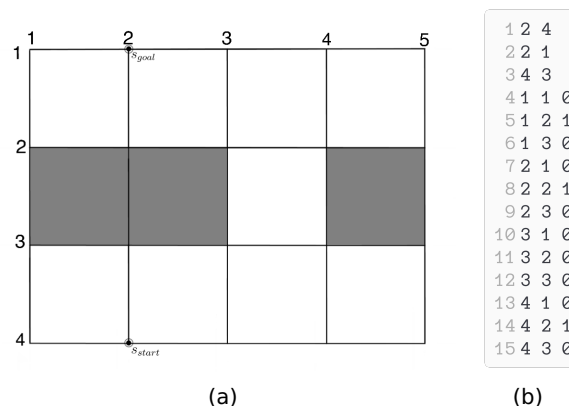 1 2 3 4 5
1
s_goal
2
3
4
s_start
(a)
1 2 4
2 2 1
3 4 3
4 1 1 0
5 1 2 1
6 1 3 0
7 2 1 0
8 2 2 1
9 2 3 0
10 3 1 0
11 3 2 0
12 3 3 0
13 4 1 0
14 4 2 1
15 4 3 0
(b)